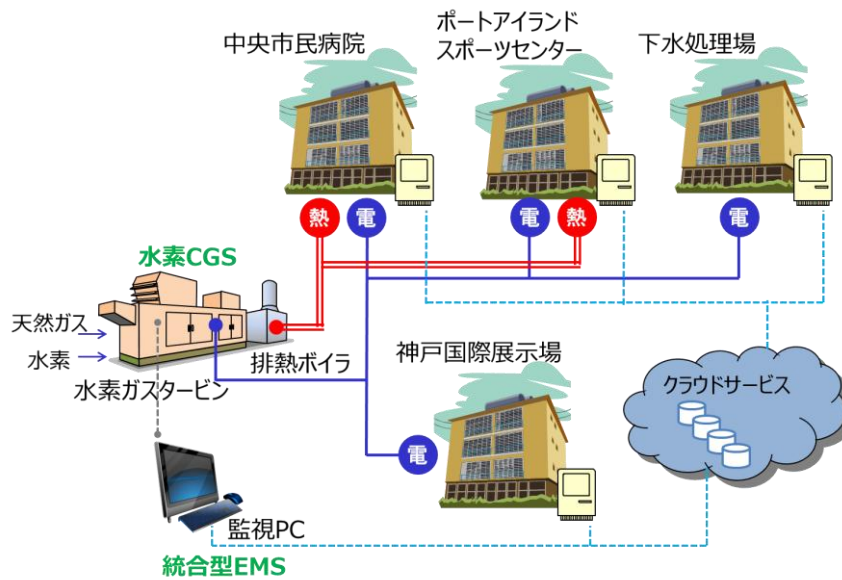 中央市民病院
ポートアイランド
スポーツセンター
下水処理場
熱
電
電
熱
電
水素CGS
天然ガス
水素
排熱ボイラ
水素ガスタービン
神戸国際展示場
クラウドサービス
電
監視PC
統合型EMS